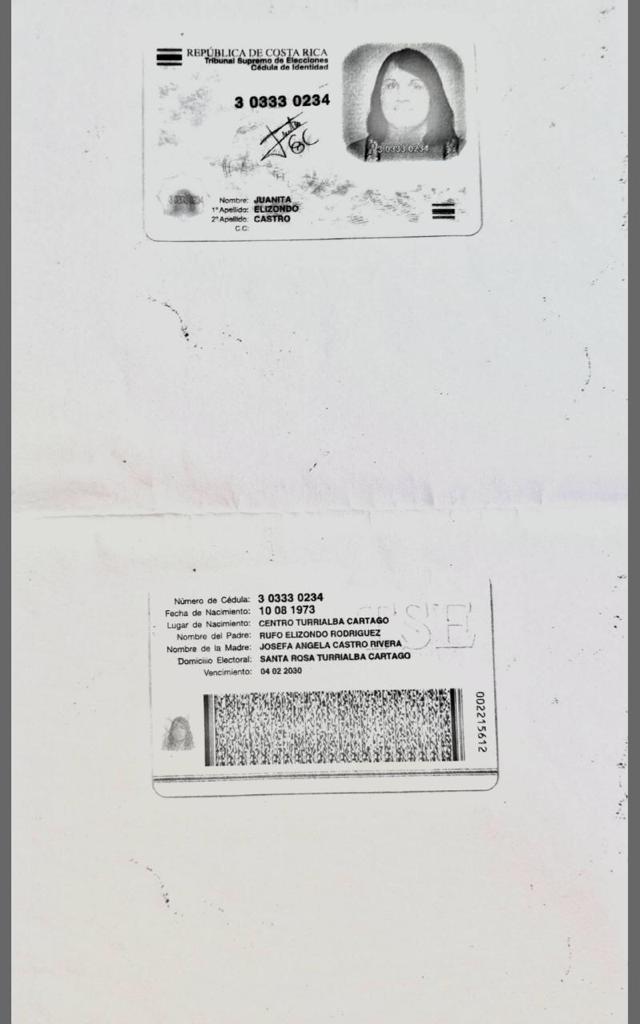 REPÚBLICA DE COSTA RICA
Tribunal Supremo de Elecciones
Cédula de Identidad
3 0333 0234
3 0333 0234
Nombre: JUANITA
1° Apellido: ELIZONDO
2° Apellido: CASTRO
C.C:
Número de Cédula: 3 0333 0234
Fecha de Nacimiento: 10 08 1973
Lugar de Nacimiento: CENTRO TURRIALBA CARTAGO
Nombre del Padre: RUFO ELIZONDO RODRIGUEZ
Nombre de la Madre: JOSEFA ANGELA CASTRO RIVERA
Domicilio Electoral: SANTA ROSA TURRIALBA CARTAGO
Vencimiento: 04 02 2030
TSE
002215612